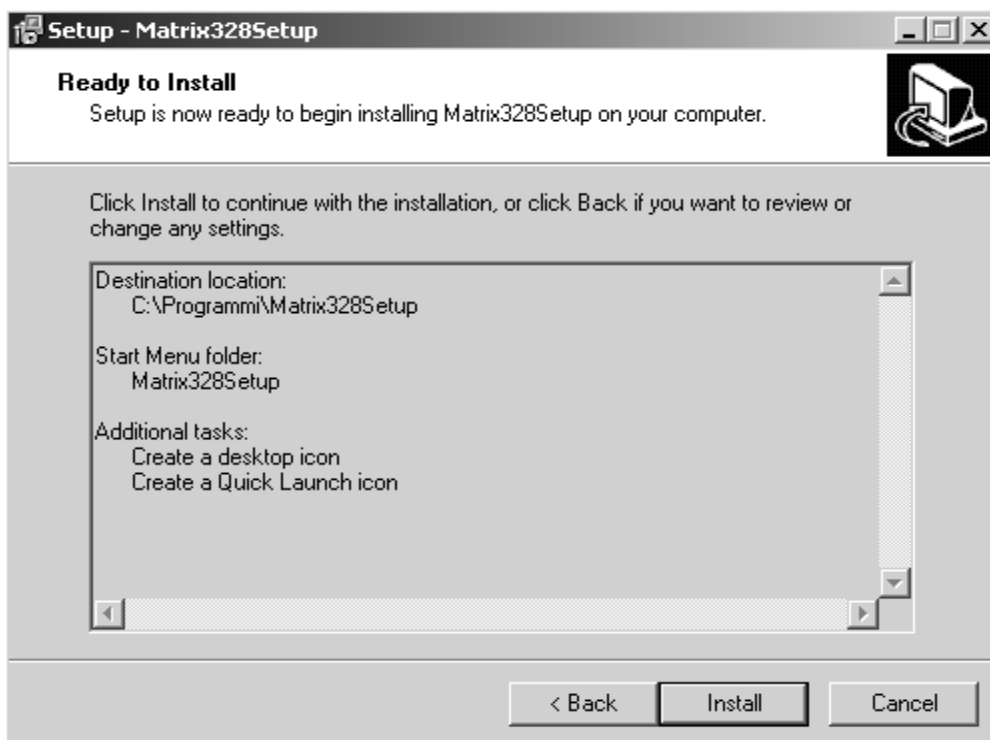 Setup - Matrix328Setup
Ready to Install
Setup is now ready to begin installing Matrix328Setup on your computer.
Click Install to continue with the installation, or click Back if you want to review or
change any settings.
Destination location:
C:\Programmi\Matrix328Setup
Start Menu folder:
Matrix328Setup
Additional tasks:
Create a desktop icon
Create a Quick Launch icon
< Back
Install
Cancel